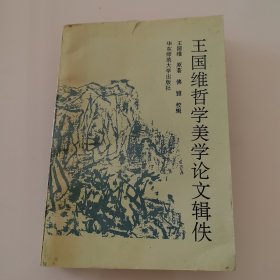 王国维哲学美学论文辑佚
王国维 原著 佛雏 校辑
华东师范大学出版社